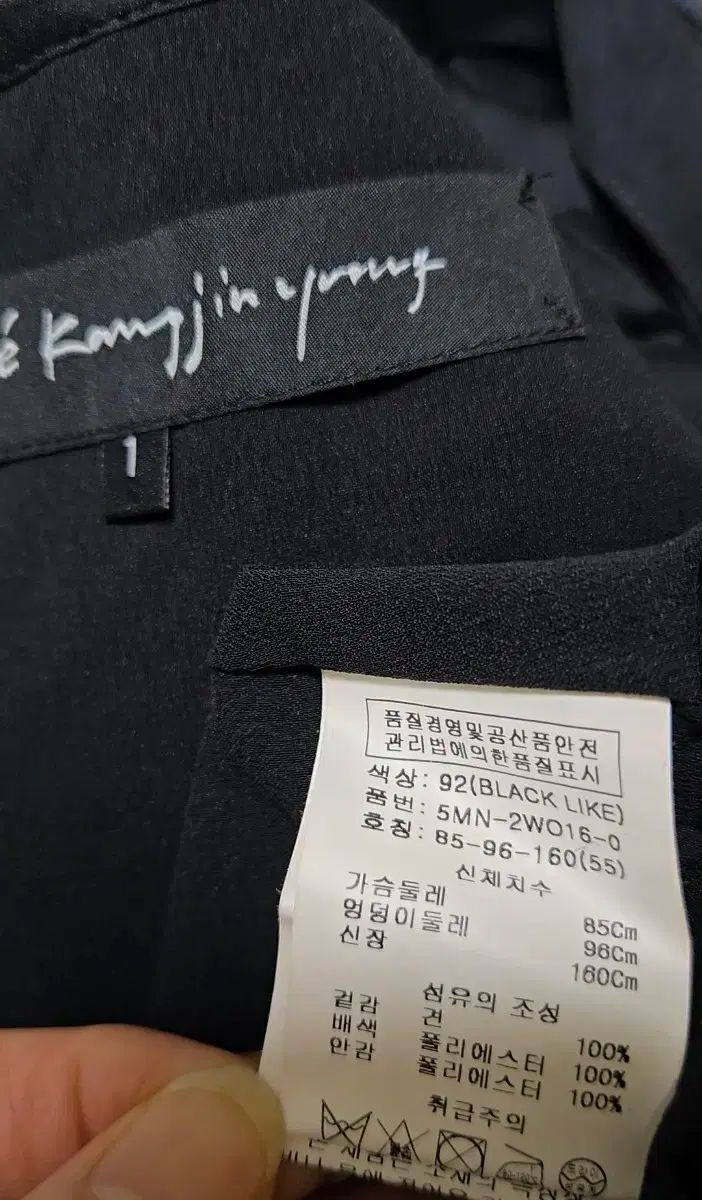 é Kangjinyoung
1
품질경영및공산품안전
관리법에의한품질표시
색상: 92(BLACK LIKE)
품번: 5MN-2WO16-0
호칭: 85-96-160(55)
신체치수
가슴둘레 85Cm
엉덩이둘레 96Cm
신장 160Cm
섬유의 조성
겉감 견 100%
배색 폴리에스터 100%
안감 폴리에스터 100%
취급주의